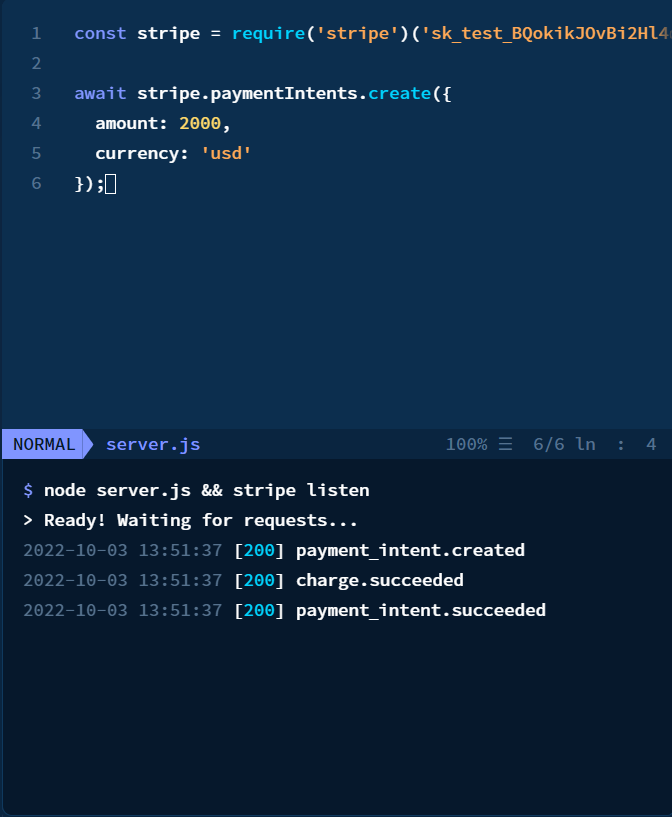 1 const stripe = require('stripe')('sk_test_BQokikJOvBi2Hl4
2
3 await stripe.paymentIntents.create({
4   amount: 2000,
5   currency: 'usd'
6 });
NORMAL server.js 100% ☰ 6/6 ln : 4
$ node server.js && stripe listen
> Ready! Waiting for requests...
2022-10-03 13:51:37 [200] payment_intent.created
2022-10-03 13:51:37 [200] charge.succeeded
2022-10-03 13:51:37 [200] payment_intent.succeeded